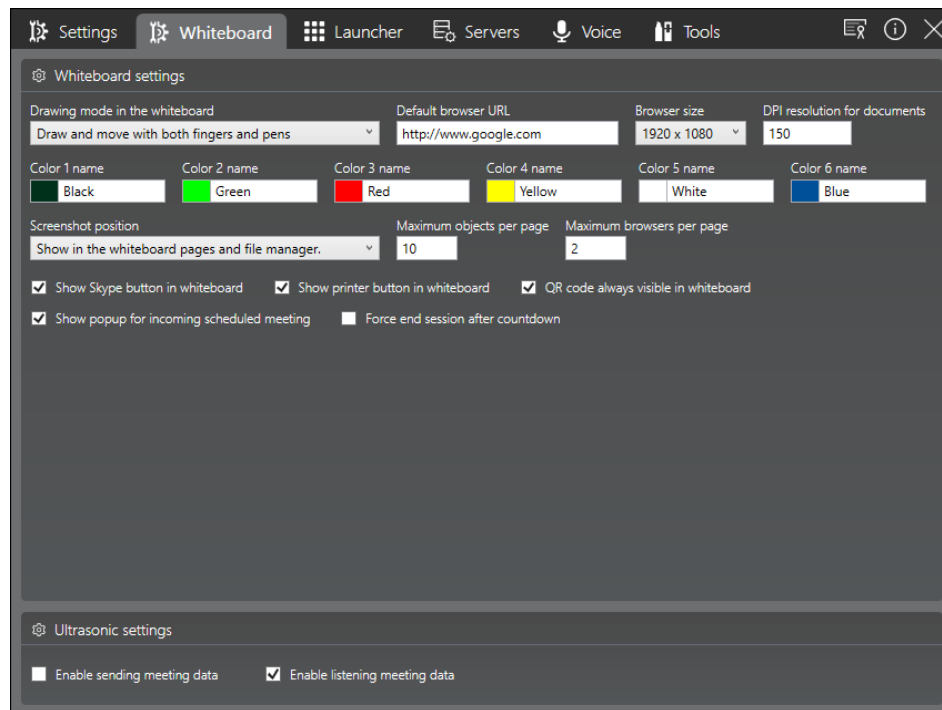 Settings Whiteboard Launcher Servers Voice Tools
Whiteboard settings
Drawing mode in the whiteboard Default browser URL Browser size DPI resolution for documents
Draw and move with both fingers and pens http://www.google.com 1920 x 1080 150
Color 1 name Color 2 name Color 3 name Color 4 name Color 5 name Color 6 name
Black Green Red Yellow White Blue
Screenshot position Maximum objects per page Maximum browsers per page
Show in the whiteboard pages and file manager. 10 2
Show Skype button in whiteboard Show printer button in whiteboard QR code always visible in whiteboard
Show popup for incoming scheduled meeting Force end session after countdown
Ultrasonic settings
Enable sending meeting data Enable listening meeting data